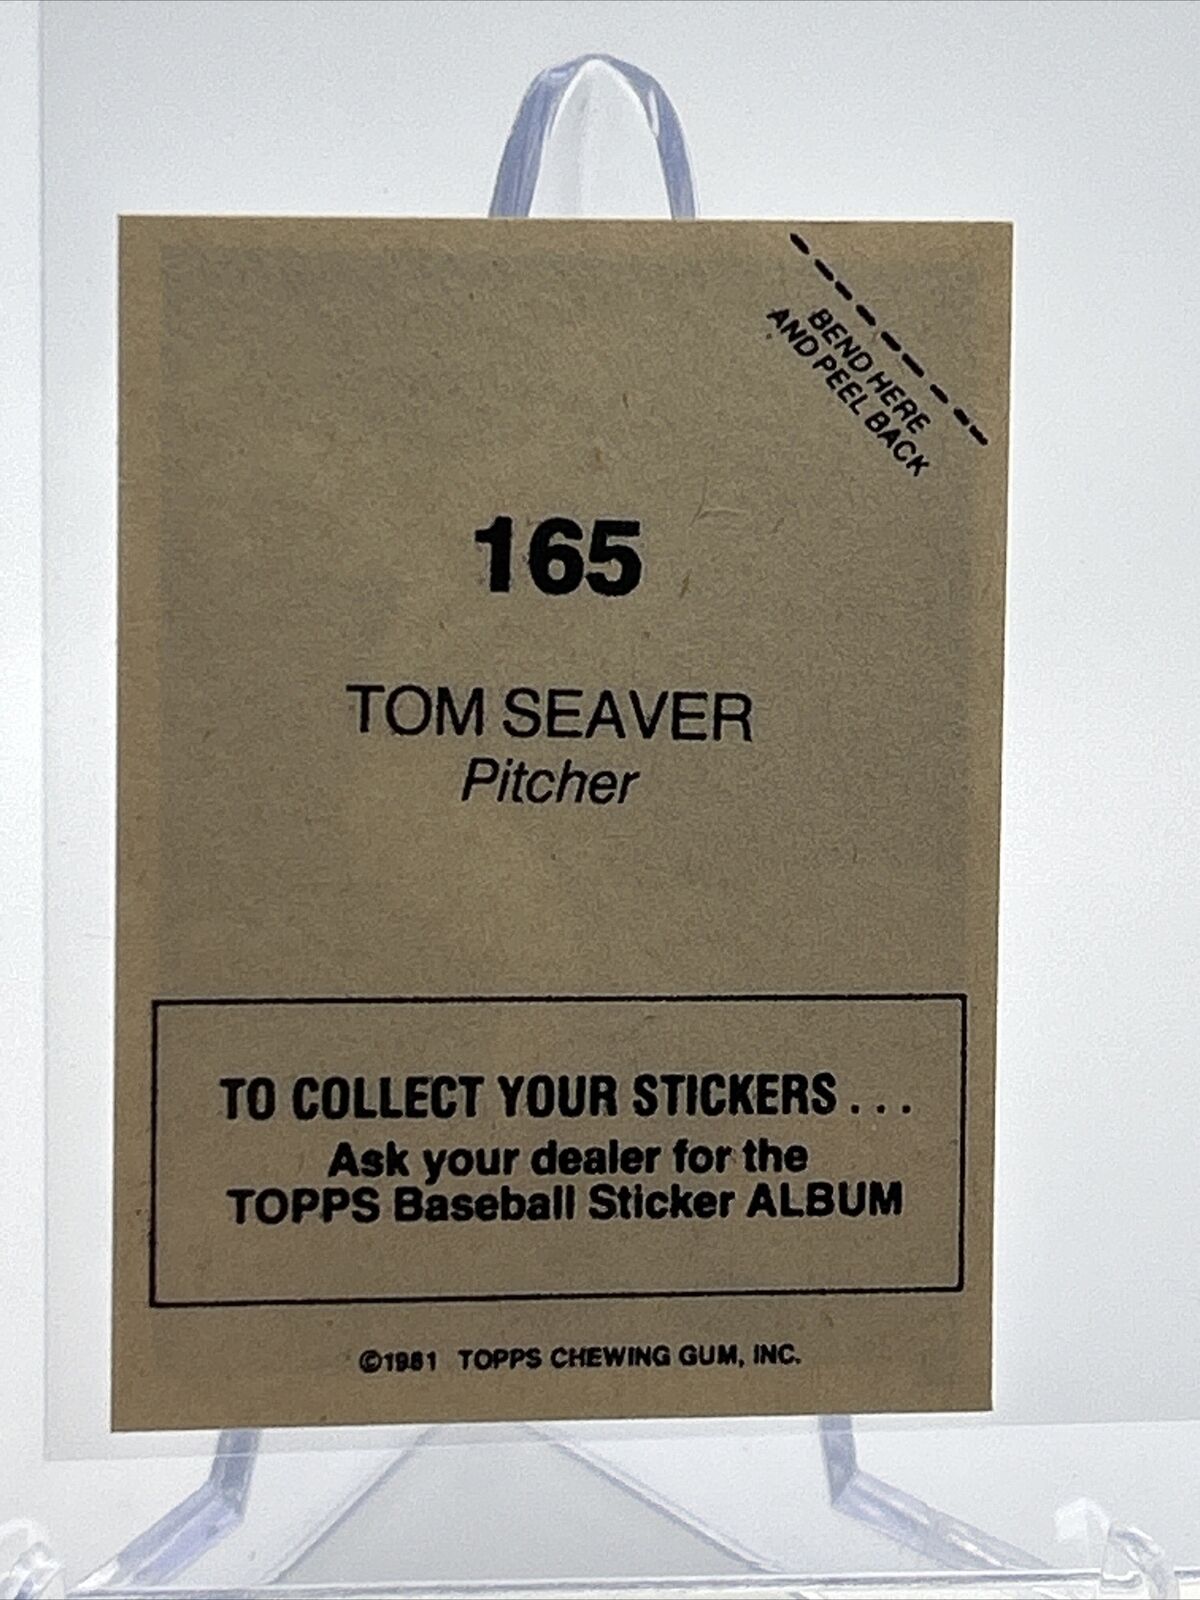 BEND HERE
AND PEEL BACK
165
TOM SEAVER
Pitcher
TO COLLECT YOUR STICKERS . . .
Ask your dealer for the
TOPPS Baseball Sticker ALBUM
©1981 TOPPS CHEWING GUM, INC.